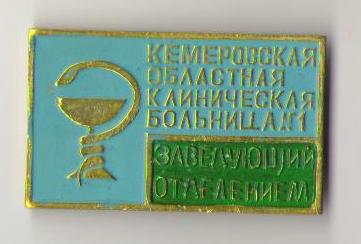 КЕМЕРОВСКАЯ
ОБЛАСТНАЯ
КЛИНИЧЕСКАЯ
БОЛЬНИЦА №1
ЗАВЕДУЮЩИЙ
ОТДЕЛЕНИЕМ